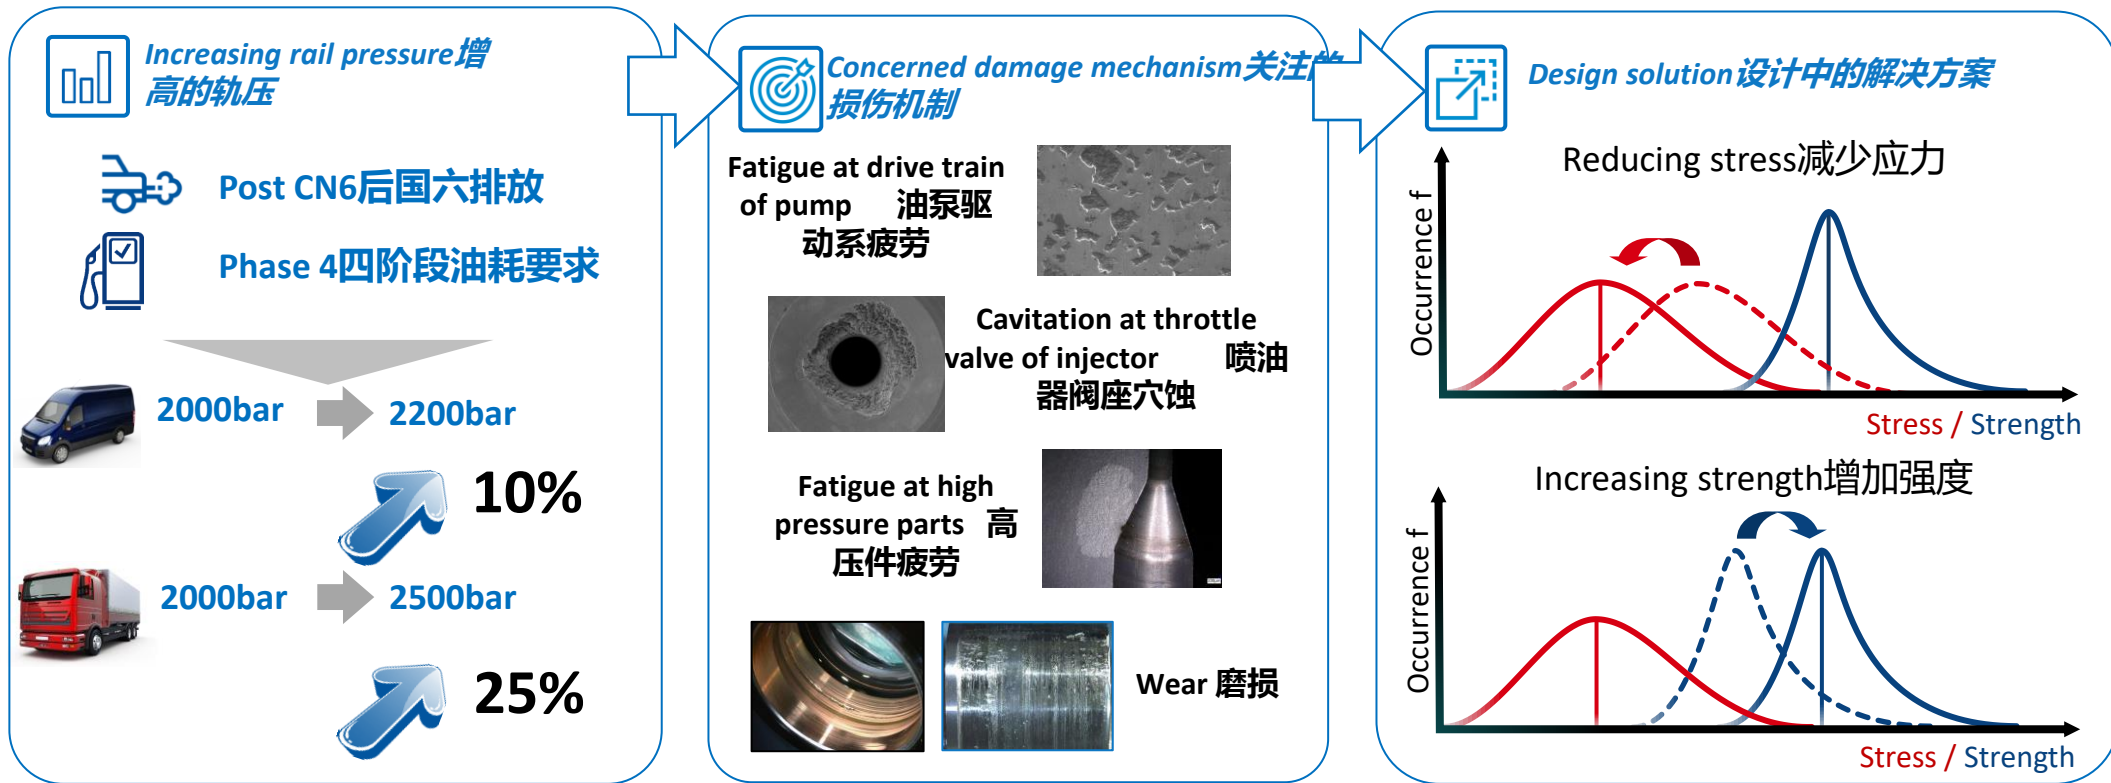 Increasing rail pressure增
高的轨压
Post CN6后国六排放
Phase 4四阶段油耗要求
2000bar
2200bar
10%
2000bar
2500bar
25%
Concerned damage mechanism关注的
损伤机制
Fatigue at drive train
of pump 油泵驱
动系疲劳
Cavitation at throttle
valve of injector 喷油
器阀座穴蚀
Fatigue at high
pressure parts 高
压件疲劳
Wear 磨损
Design solution设计中的解决方案
Reducing stress减少应力
Occurrence f
Stress / Strength
Increasing strength增加强度
Occurrence f
Stress / Strength